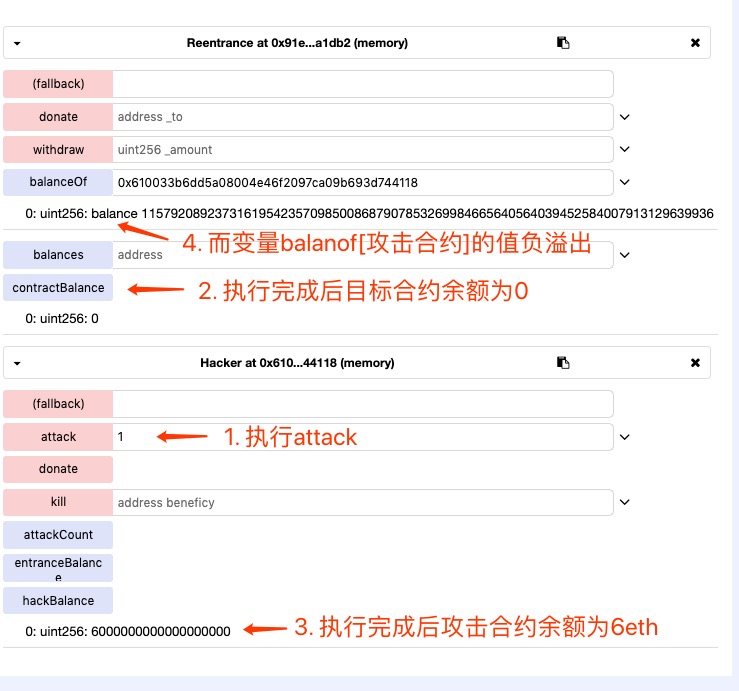 Reentrance at 0x91e...a1db2 (memory)
(fallback)
donate address _to
withdraw uint256 _amount
balanceOf 0x610033b6dd5a08004e46f2097ca09b693d744118
0: uint256: balance 115792089237316195423570985008687907853269984665640564039452584007913129639936
4. 而变量balanof[攻击合约]的值负溢出
balances address
contractBalance
2. 执行完成后目标合约余额为0
0: uint256: 0
Hacker at 0x610...44118 (memory)
(fallback)
attack 1
1. 执行attack
donate
kill address beneficy
attackCount
entranceBalanc
e
hackBalance
0: uint256: 6000000000000000000
3. 执行完成后攻击合约余额为6eth